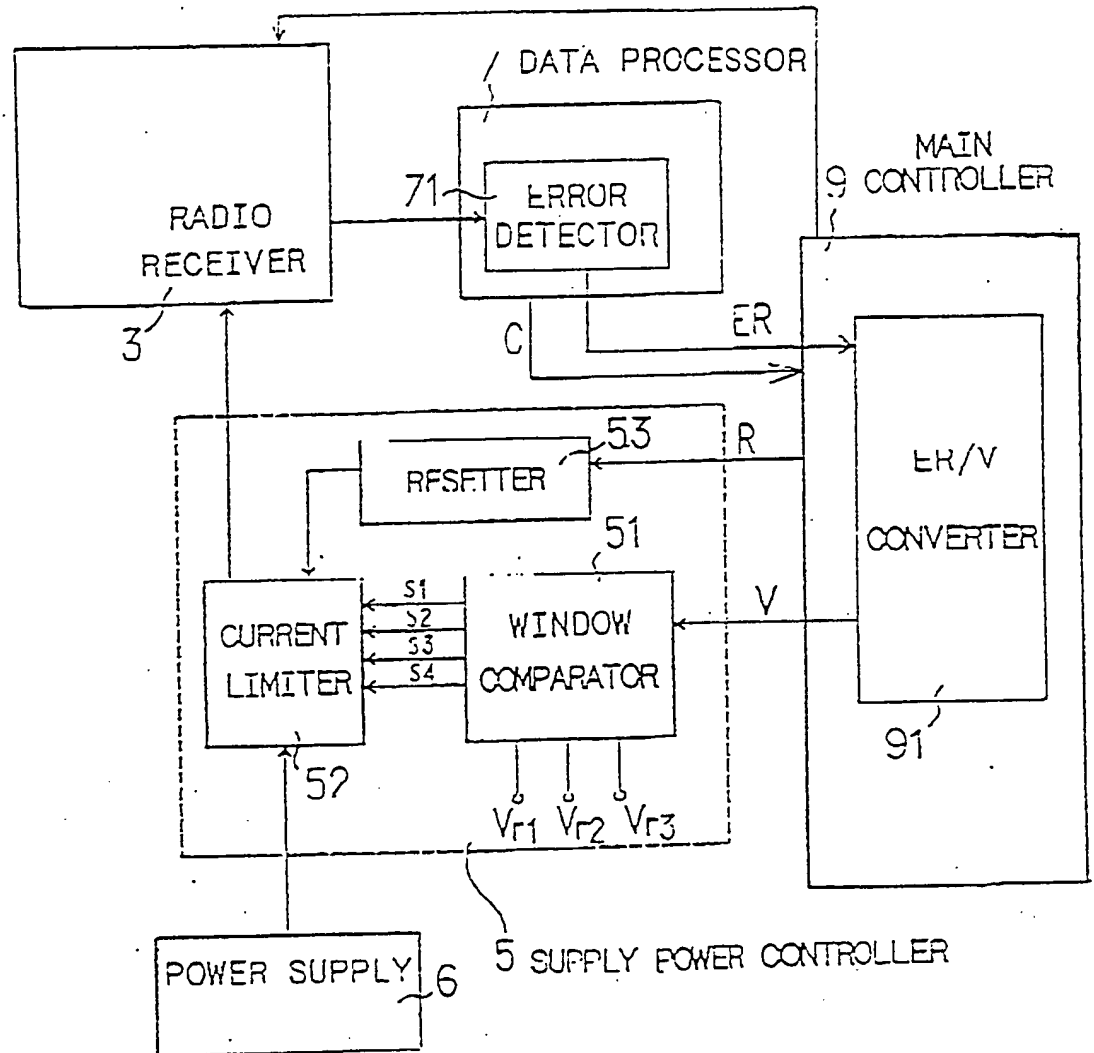 DATA PROCESSOR
MAIN
9 CONTROLLER
71
ERROR
DETECTOR
RADIO
RECEIVER
3
C
ER
53
R
RESETTER
ER/V
CONVERTER
51
S1
S2
S3
S4
V
CURRENT
LIMITER
WINDOW
COMPARATOR
52
91
Vr1 Vr2 Vr3
5 SUPPLY POWER CONTROLLER
POWER SUPPLY
6